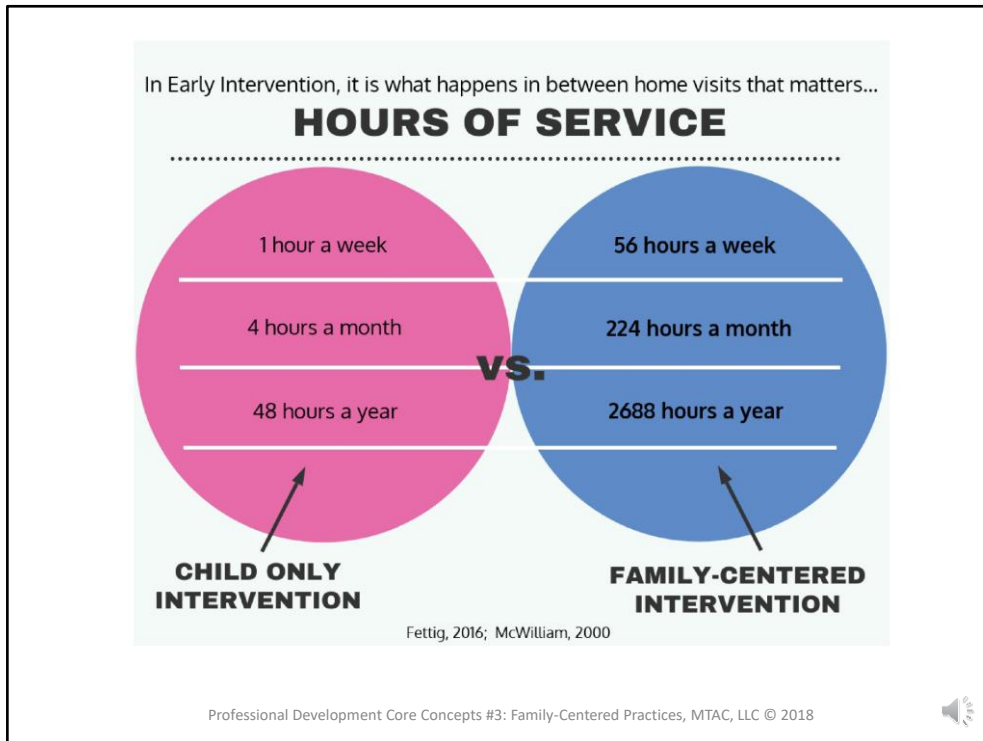 In Early Intervention, it is what happens in between home visits that matters...
HOURS OF SERVICE
1 hour a week
56 hours a week
4 hours a month
224 hours a month
vs.
48 hours a year
2688 hours a year
CHILD ONLY
INTERVENTION
FAMILY-CENTERED
INTERVENTION
Fettig, 2016; McWilliam, 2000
Professional Development Core Concepts #3: Family-Centered Practices, MTAC, LLC © 2018